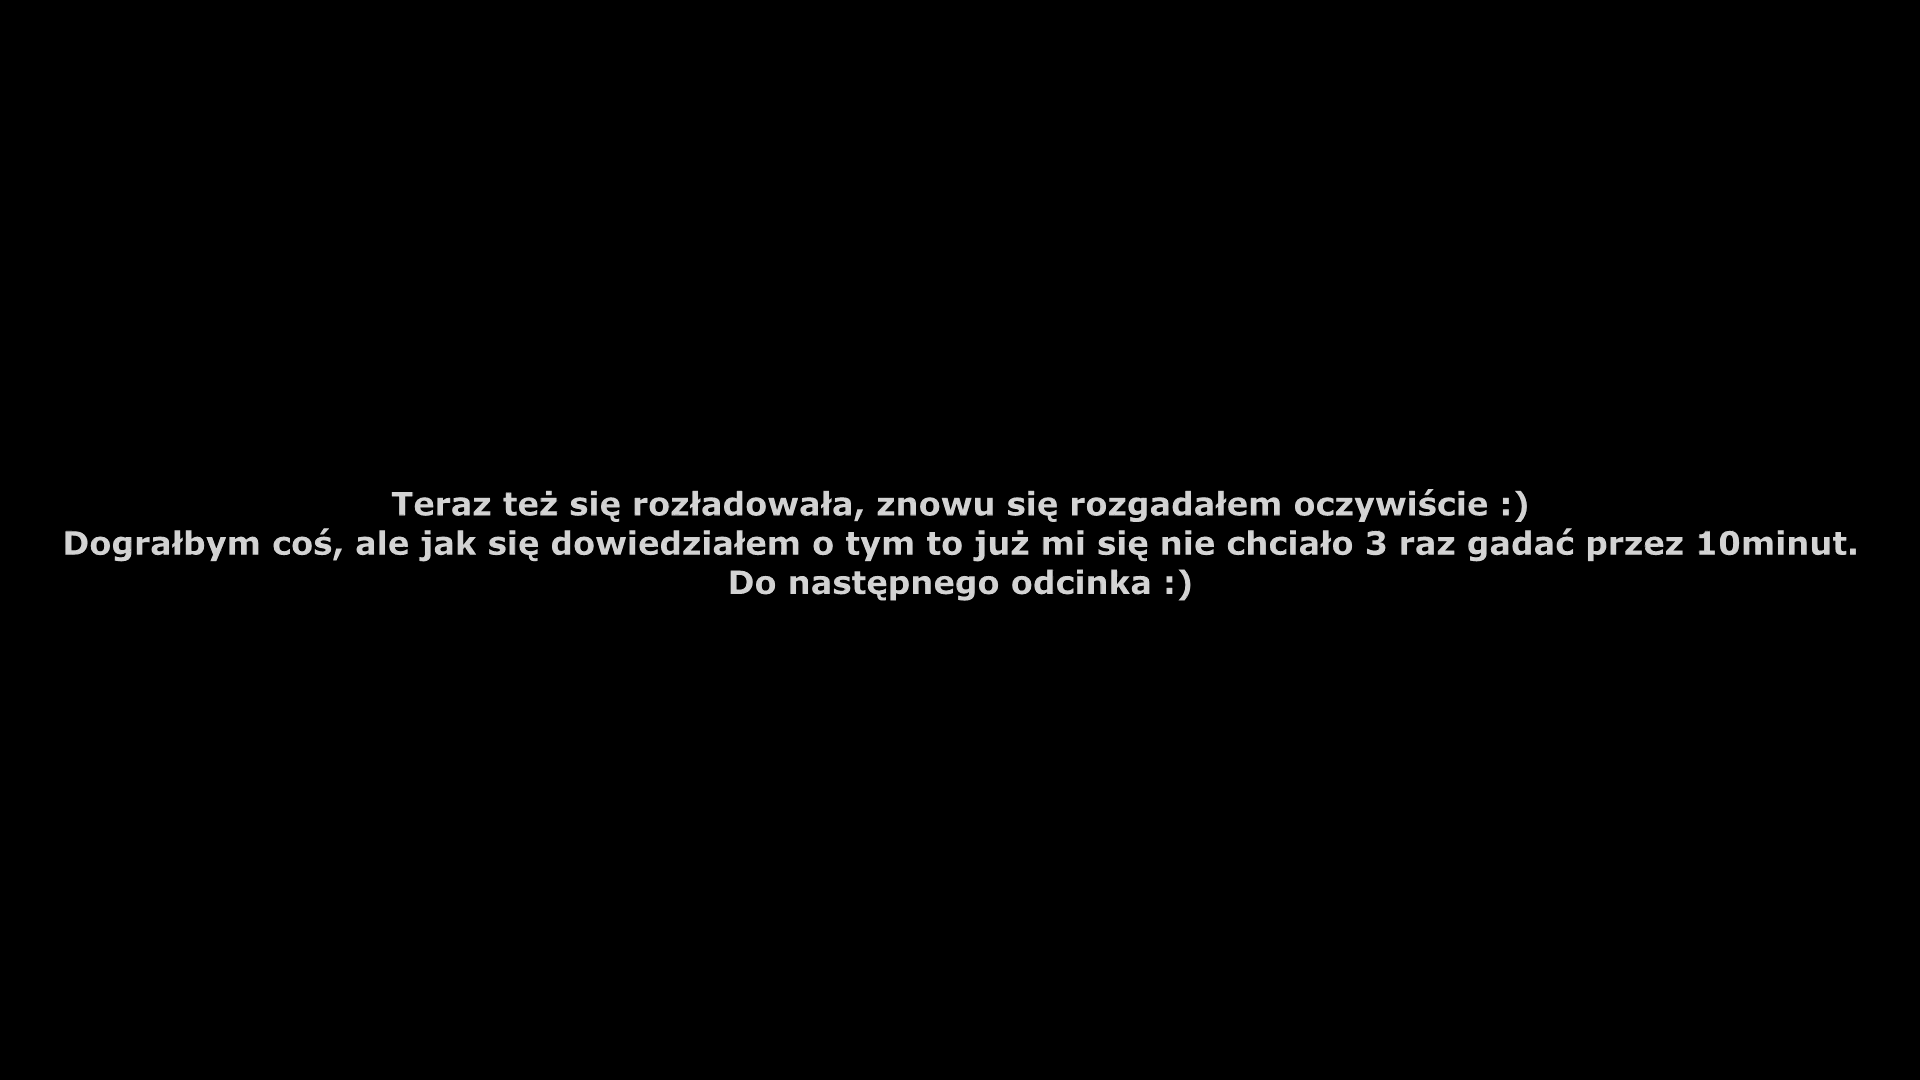 Teraz też się rozładowała, znowu się rozgadałem oczywiście :)
Dograłbym coś, ale jak się dowiedziałem o tym to już mi się nie chciało 3 raz gadać przez 10minut.
Do następnego odcinka :)